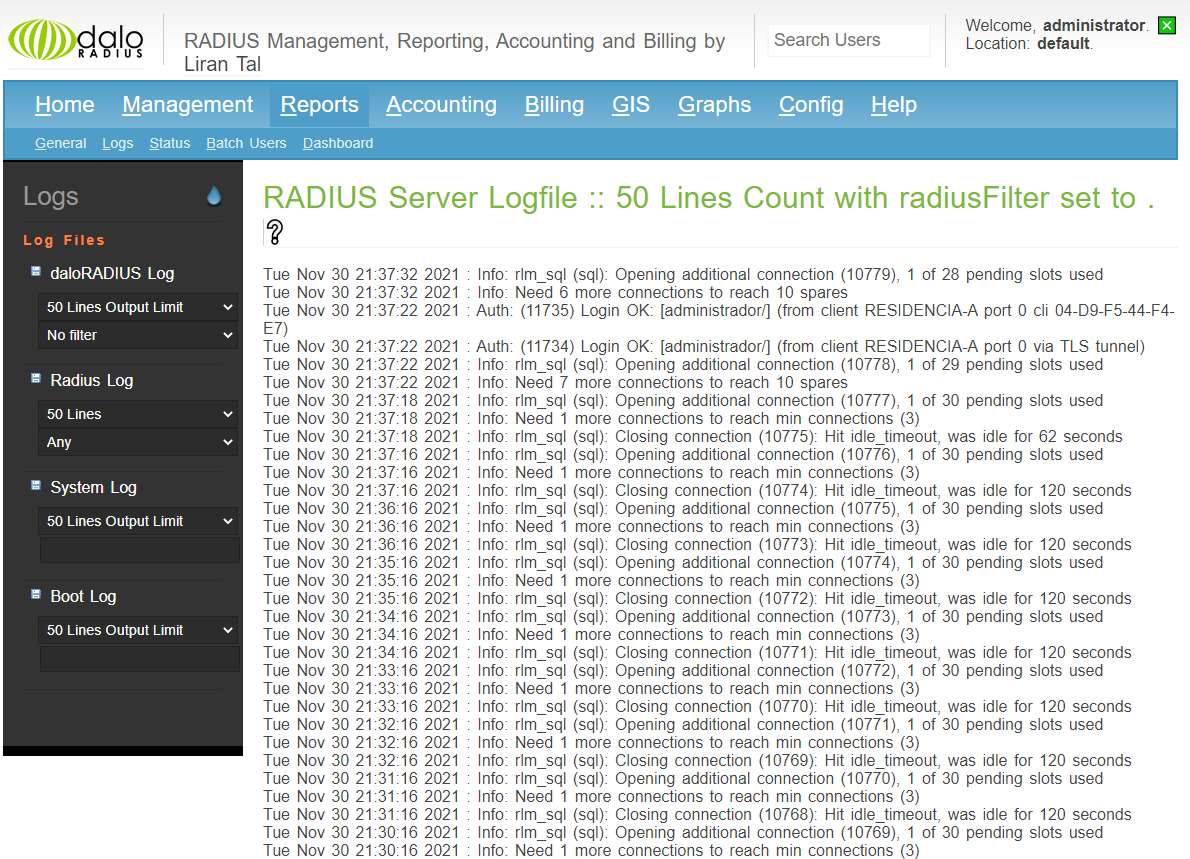 dalo
RADIUS
RADIUS Management, Reporting, Accounting and Billing by
Liran Tal
Search Users
Welcome, administrator.
Location: default.
Home Management Reports Accounting Billing GIS Graphs Config Help
General Logs Status Batch Users Dashboard
Logs
Log Files
daloRADIUS Log
50 Lines Output Limit
No filter
Radius Log
50 Lines
Any
System Log
50 Lines Output Limit
Boot Log
50 Lines Output Limit
RADIUS Server Logfile :: 50 Lines Count with radiusFilter set to .
?
Tue Nov 30 21:37:32 2021 : Info: rlm_sql (sql): Opening additional connection (10779), 1 of 28 pending slots used
Tue Nov 30 21:37:32 2021 : Info: Need 6 more connections to reach 10 spares
Tue Nov 30 21:37:22 2021 : Auth: (11735) Login OK: [administrador/] (from client RESIDENCIA-A port 0 cli 04-D9-F5-44-F4-
E7)
Tue Nov 30 21:37:22 2021 : Auth: (11734) Login OK: [administrador/] (from client RESIDENCIA-A port 0 via TLS tunnel)
Tue Nov 30 21:37:22 2021 : Info: rlm_sql (sql): Opening additional connection (10778), 1 of 29 pending slots used
Tue Nov 30 21:37:22 2021 : Info: Need 7 more connections to reach 10 spares
Tue Nov 30 21:37:18 2021 : Info: rlm_sql (sql): Opening additional connection (10777), 1 of 30 pending slots used
Tue Nov 30 21:37:18 2021 : Info: Need 1 more connections to reach min connections (3)
Tue Nov 30 21:37:18 2021 : Info: rlm_sql (sql): Closing connection (10775): Hit idle_timeout, was idle for 62 seconds
Tue Nov 30 21:37:16 2021 : Info: rlm_sql (sql): Opening additional connection (10776), 1 of 30 pending slots used
Tue Nov 30 21:37:16 2021 : Info: Need 1 more connections to reach min connections (3)
Tue Nov 30 21:37:16 2021 : Info: rlm_sql (sql): Closing connection (10774): Hit idle_timeout, was idle for 120 seconds
Tue Nov 30 21:36:16 2021 : Info: rlm_sql (sql): Opening additional connection (10775), 1 of 30 pending slots used
Tue Nov 30 21:36:16 2021 : Info: Need 1 more connections to reach min connections (3)
Tue Nov 30 21:36:16 2021 : Info: rlm_sql (sql): Closing connection (10773): Hit idle_timeout, was idle for 120 seconds
Tue Nov 30 21:35:16 2021 : Info: rlm_sql (sql): Opening additional connection (10774), 1 of 30 pending slots used
Tue Nov 30 21:35:16 2021 : Info: Need 1 more connections to reach min connections (3)
Tue Nov 30 21:35:16 2021 : Info: rlm_sql (sql): Closing connection (10772): Hit idle_timeout, was idle for 120 seconds
Tue Nov 30 21:34:16 2021 : Info: rlm_sql (sql): Opening additional connection (10773), 1 of 30 pending slots used
Tue Nov 30 21:34:16 2021 : Info: Need 1 more connections to reach min connections (3)
Tue Nov 30 21:34:16 2021 : Info: rlm_sql (sql): Closing connection (10771): Hit idle_timeout, was idle for 120 seconds
Tue Nov 30 21:33:16 2021 : Info: rlm_sql (sql): Opening additional connection (10772), 1 of 30 pending slots used
Tue Nov 30 21:33:16 2021 : Info: Need 1 more connections to reach min connections (3)
Tue Nov 30 21:33:16 2021 : Info: rlm_sql (sql): Closing connection (10770): Hit idle_timeout, was idle for 120 seconds
Tue Nov 30 21:32:16 2021 : Info: rlm_sql (sql): Opening additional connection (10771), 1 of 30 pending slots used
Tue Nov 30 21:32:16 2021 : Info: Need 1 more connections to reach min connections (3)
Tue Nov 30 21:32:16 2021 : Info: rlm_sql (sql): Closing connection (10769): Hit idle_timeout, was idle for 120 seconds
Tue Nov 30 21:31:16 2021 : Info: rlm_sql (sql): Opening additional connection (10770), 1 of 30 pending slots used
Tue Nov 30 21:31:16 2021 : Info: Need 1 more connections to reach min connections (3)
Tue Nov 30 21:31:16 2021 : Info: rlm_sql (sql): Closing connection (10768): Hit idle_timeout, was idle for 120 seconds
Tue Nov 30 21:30:16 2021 : Info: rlm_sql (sql): Opening additional connection (10769), 1 of 30 pending slots used
Tue Nov 30 21:30:16 2021 : Info: Need 1 more connections to reach min connections (3)